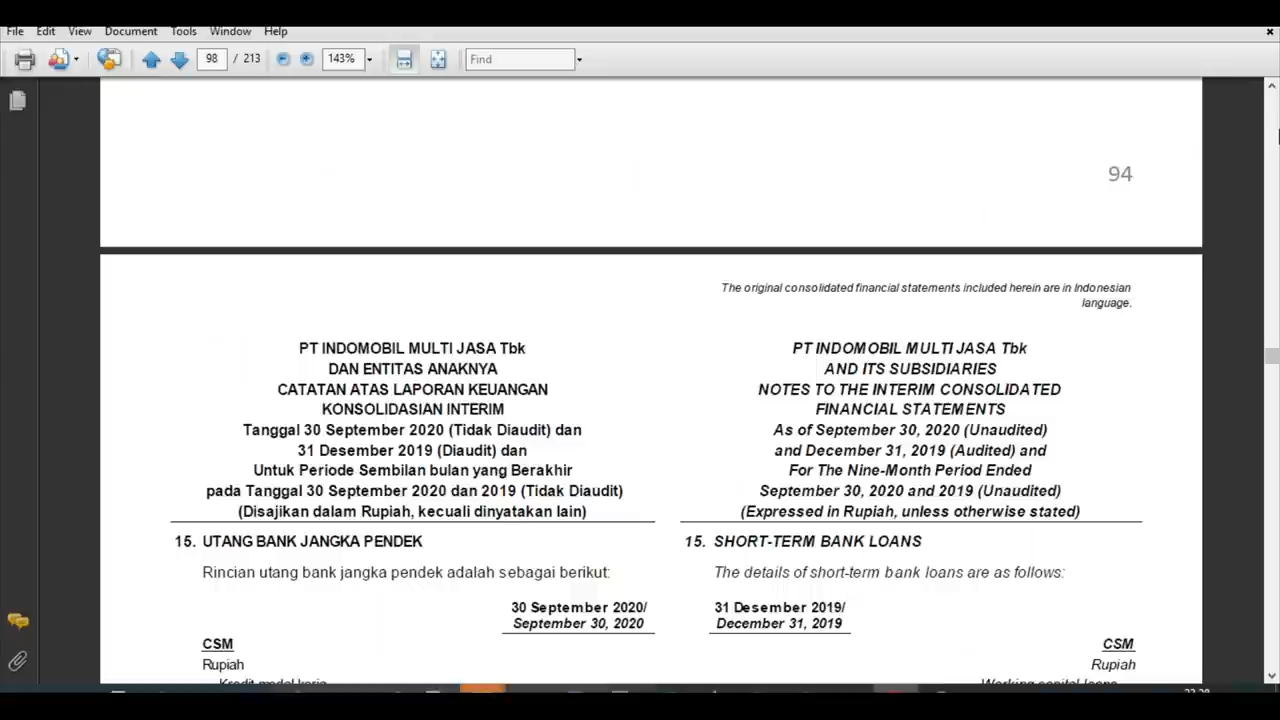 File Edit View Document Tools Window Help
98 / 213 143% Find
94
The original consolidated financial statements included herein are in Indonesian
language.
PT INDOMOBIL MULTI JASA Tbk
DAN ENTITAS ANAKNYA
CATATAN ATAS LAPORAN KEUANGAN
KONSOLIDASIAN INTERIM
Tanggal 30 September 2020 (Tidak Diaudit) dan
31 Desember 2019 (Diaudit) dan
Untuk Periode Sembilan bulan yang Berakhir
pada Tanggal 30 September 2020 dan 2019 (Tidak Diaudit)
(Disajikan dalam Rupiah, kecuali dinyatakan lain)
PT INDOMOBIL MULTI JASA Tbk
AND ITS SUBSIDIARIES
NOTES TO THE INTERIM CONSOLIDATED
FINANCIAL STATEMENTS
As of September 30, 2020 (Unaudited)
and December 31, 2019 (Audited) and
For The Nine-Month Period Ended
September 30, 2020 and 2019 (Unaudited)
(Expressed in Rupiah, unless otherwise stated)
15. UTANG BANK JANGKA PENDEK
15. SHORT-TERM BANK LOANS
Rincian utang bank jangka pendek adalah sebagai berikut:
The details of short-term bank loans are as follows:
30 September 2020/
September 30, 2020
31 Desember 2019/
December 31, 2019
CSM
CSM
Rupiah
Rupiah
Kredit modal kerja
Working capital loans